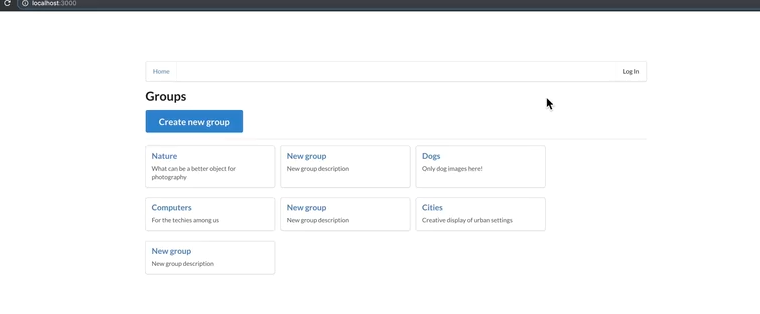 localhost:3000
Home
Log In
Groups
Create new group
Nature
What can be a better object for
photography
New group
New group description
Dogs
Only dog images here!
Computers
For the techies among us
New group
New group description
Cities
Creative display of urban settings
New group
New group description